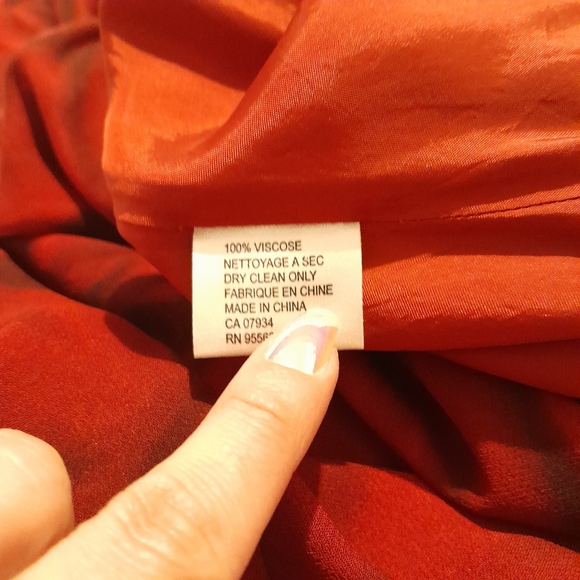 100% VISCOSE
NETTOYAGE A SEC
DRY CLEAN ONLY
FABRIQUE EN CHINE
MADE IN CHINA
CA 07934
RN